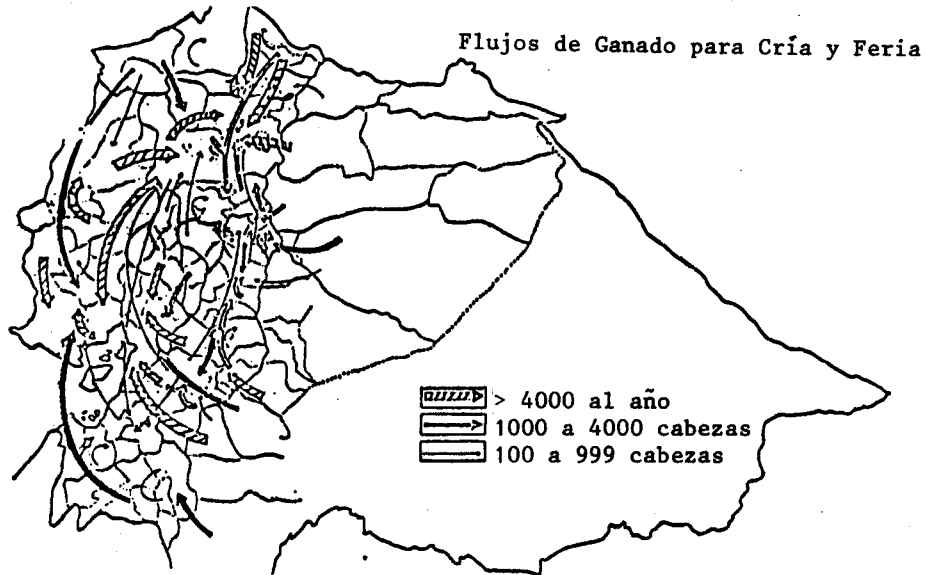 Flujos de Ganado para Cría y Feria
> 4000 al año
1000 a 4000 cabezas
100 a 999 cabezas